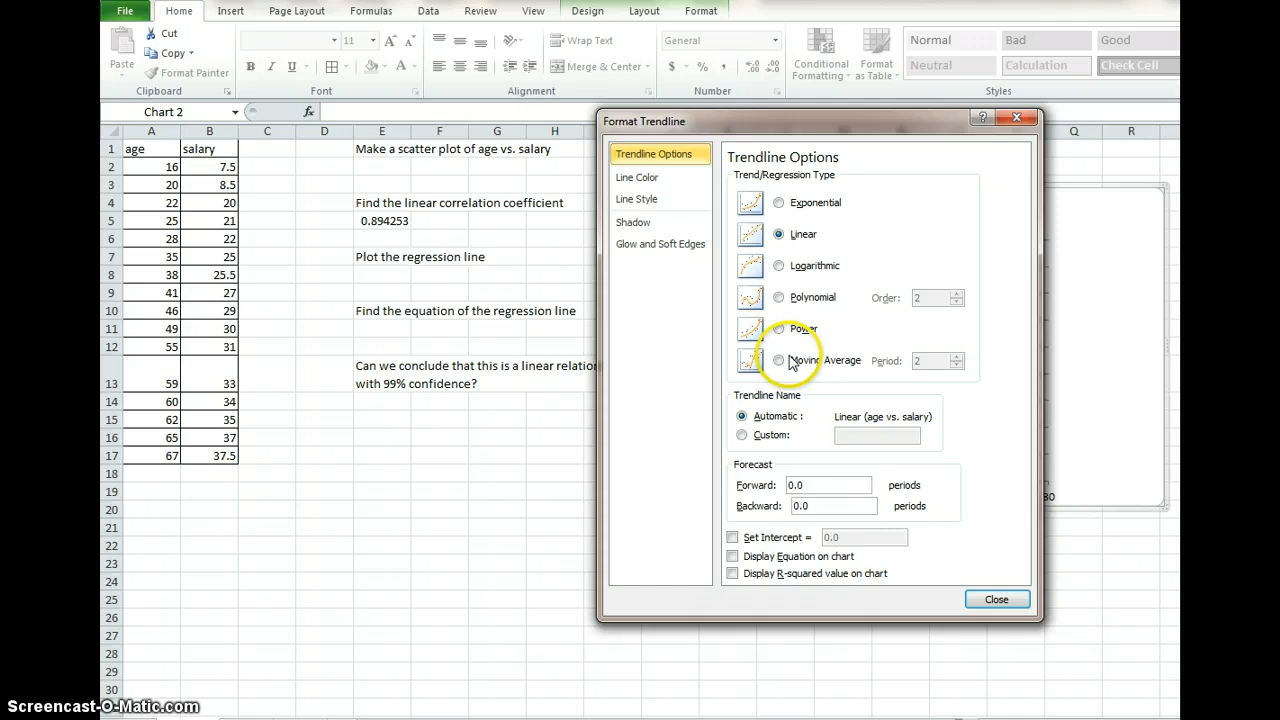 File Home Insert Page Layout Formulas Data Review View Design Layout Format
Cut
Copy
Format Painter
Paste
11
General
Wrap Text
Merge & Center
Conditional Formatting
Format as Table
Normal Bad Good
Neutral Calculation Check Cell
Clipboard Font Alignment Number Styles
Chart 2 fx
A B C D E F G H Q R
1 age salary Make a scatter plot of age vs. salary
2 16 7.5
3 20 8.5
4 22 20 Find the linear correlation coefficient
5 25 21 0.894253
6 28 22
7 35 25 Plot the regression line
8 38 25.5
9 41 27
10 46 29 Find the equation of the regression line
11 49 30
12 55 31
Can we conclude that this is a linear relation
13 59 33 with 99% confidence?
14 60 34
15 62 35
16 65 37
17 67 37.5
18
19
20
21
22
23
24
25
26
27
28
29
30
80
Format Trendline
Trendline Options
Line Color
Line Style
Shadow
Glow and Soft Edges
Trendline Options
Trend/Regression Type
Exponential
Linear
Logarithmic
Polynomial Order: 2
Power
Moving Average Period: 2
Trendline Name
Automatic : Linear (age vs. salary)
Custom:
Forecast
Forward: 0.0 periods
Backward: 0.0 periods
Set Intercept = 0.0
Display Equation on chart
Display R-squared value on chart
Close
Screencast-O-Matic.com